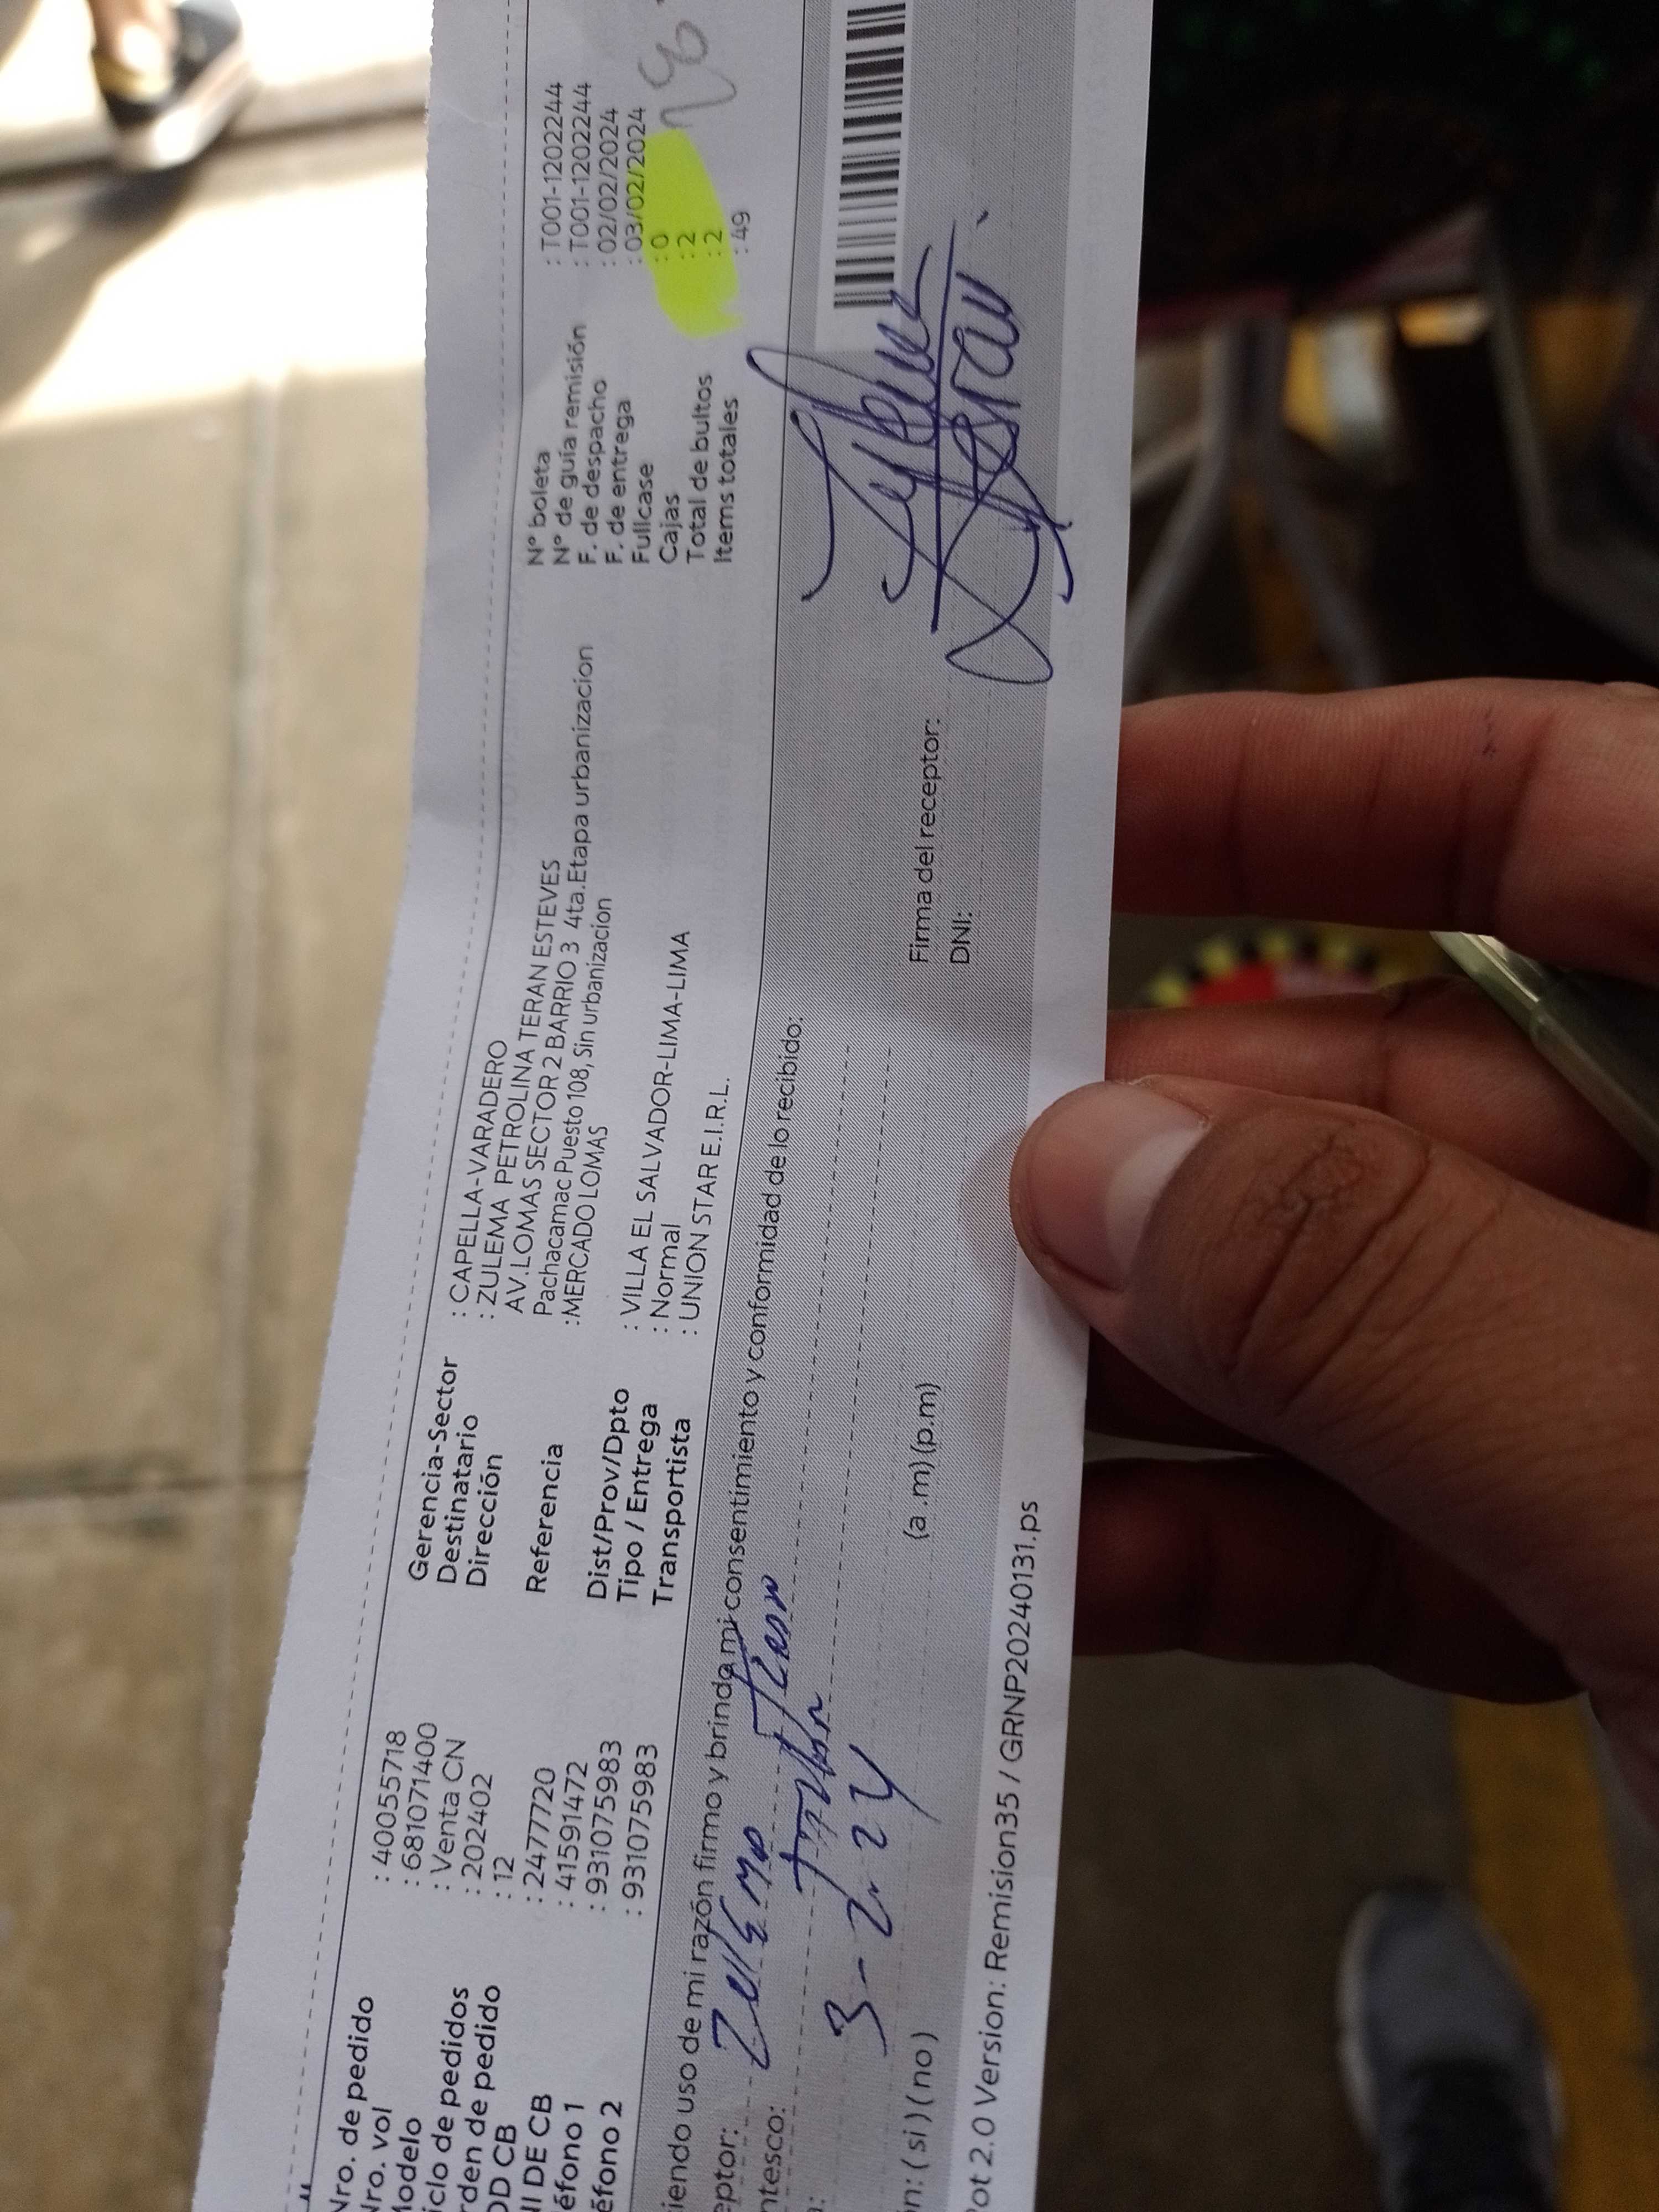 Nro. de pedido : 40055718
Nro. vol : 681071400
Modelo : Venta CN
iclo de pedidos : 202402
rden de pedido : 12
OD CB : 2477720
NI DE CB : 41591472
éfono 1 : 931075983
éfono 2 : 931075983
Gerencia-Sector : CAPELLA-VARADERO
Destinatario : ZULEMA PETROLINA TERAN ESTEVES
Dirección AV.LOMAS SECTOR 2 BARRIO 3 4ta.Etapa urbanizacion
Pachacamac Puesto 108, Sin urbanizacion
Referencia :MERCADO LOMAS
Dist/Prov/Dpto : VILLA EL SALVADOR-LIMA-LIMA
Tipo / Entrega : Normal
Transportista : UNION STAR E.I.R.L.
N° boleta : T001-1202244
N° de guía remisión : T001-1202244
F. de despacho : 02/02/2024
F. de entrega : 03/02/2024
Fullcase : 0
Cajas : 2
Total de bultos : 2
Items totales : 49
iendo uso de mi razón firmo y brindo mi consentimiento y conformidad de lo recibido:
eptor:
ntesco: Titular
3-2-24
n: (si) (no) (a.m) (p.m)
Firma del receptor:
DNI:
ot 2.0 Version: Remision35 / GRNP20240131.ps